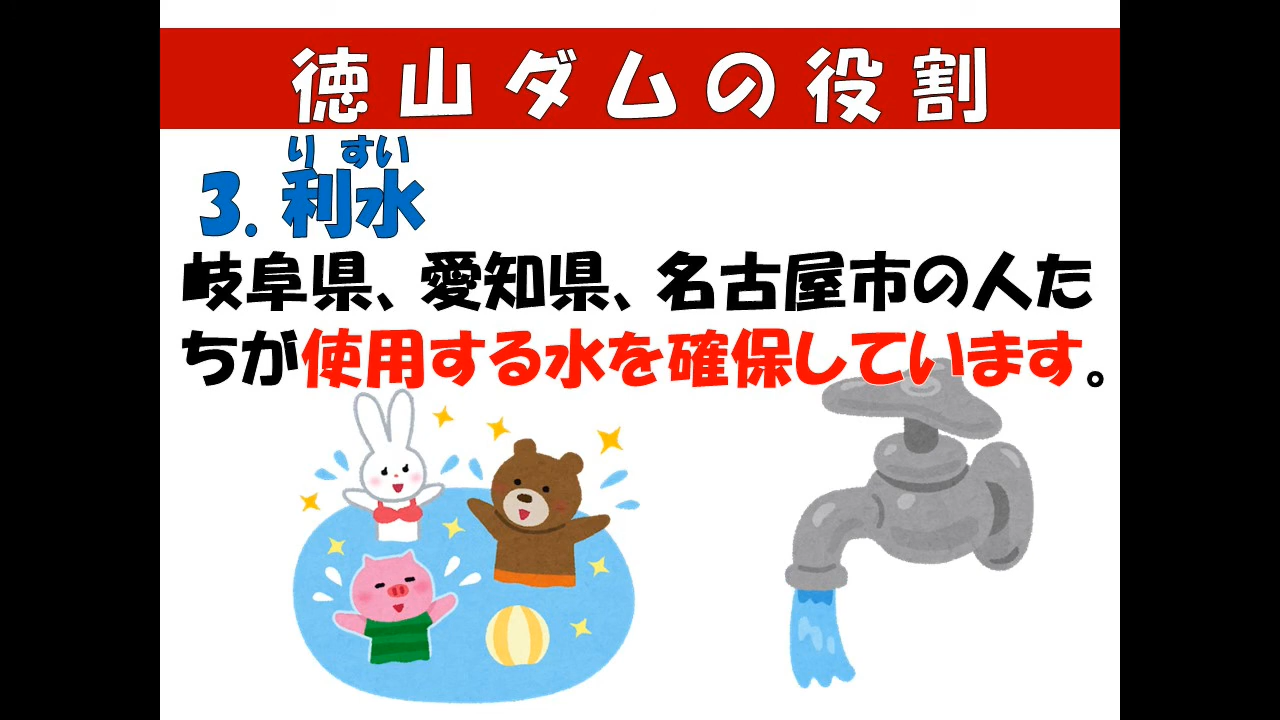 徳山ダムの役割
り すい
3. 利水
岐阜県、愛知県、名古屋市の人た
ちが使用する水を確保しています。